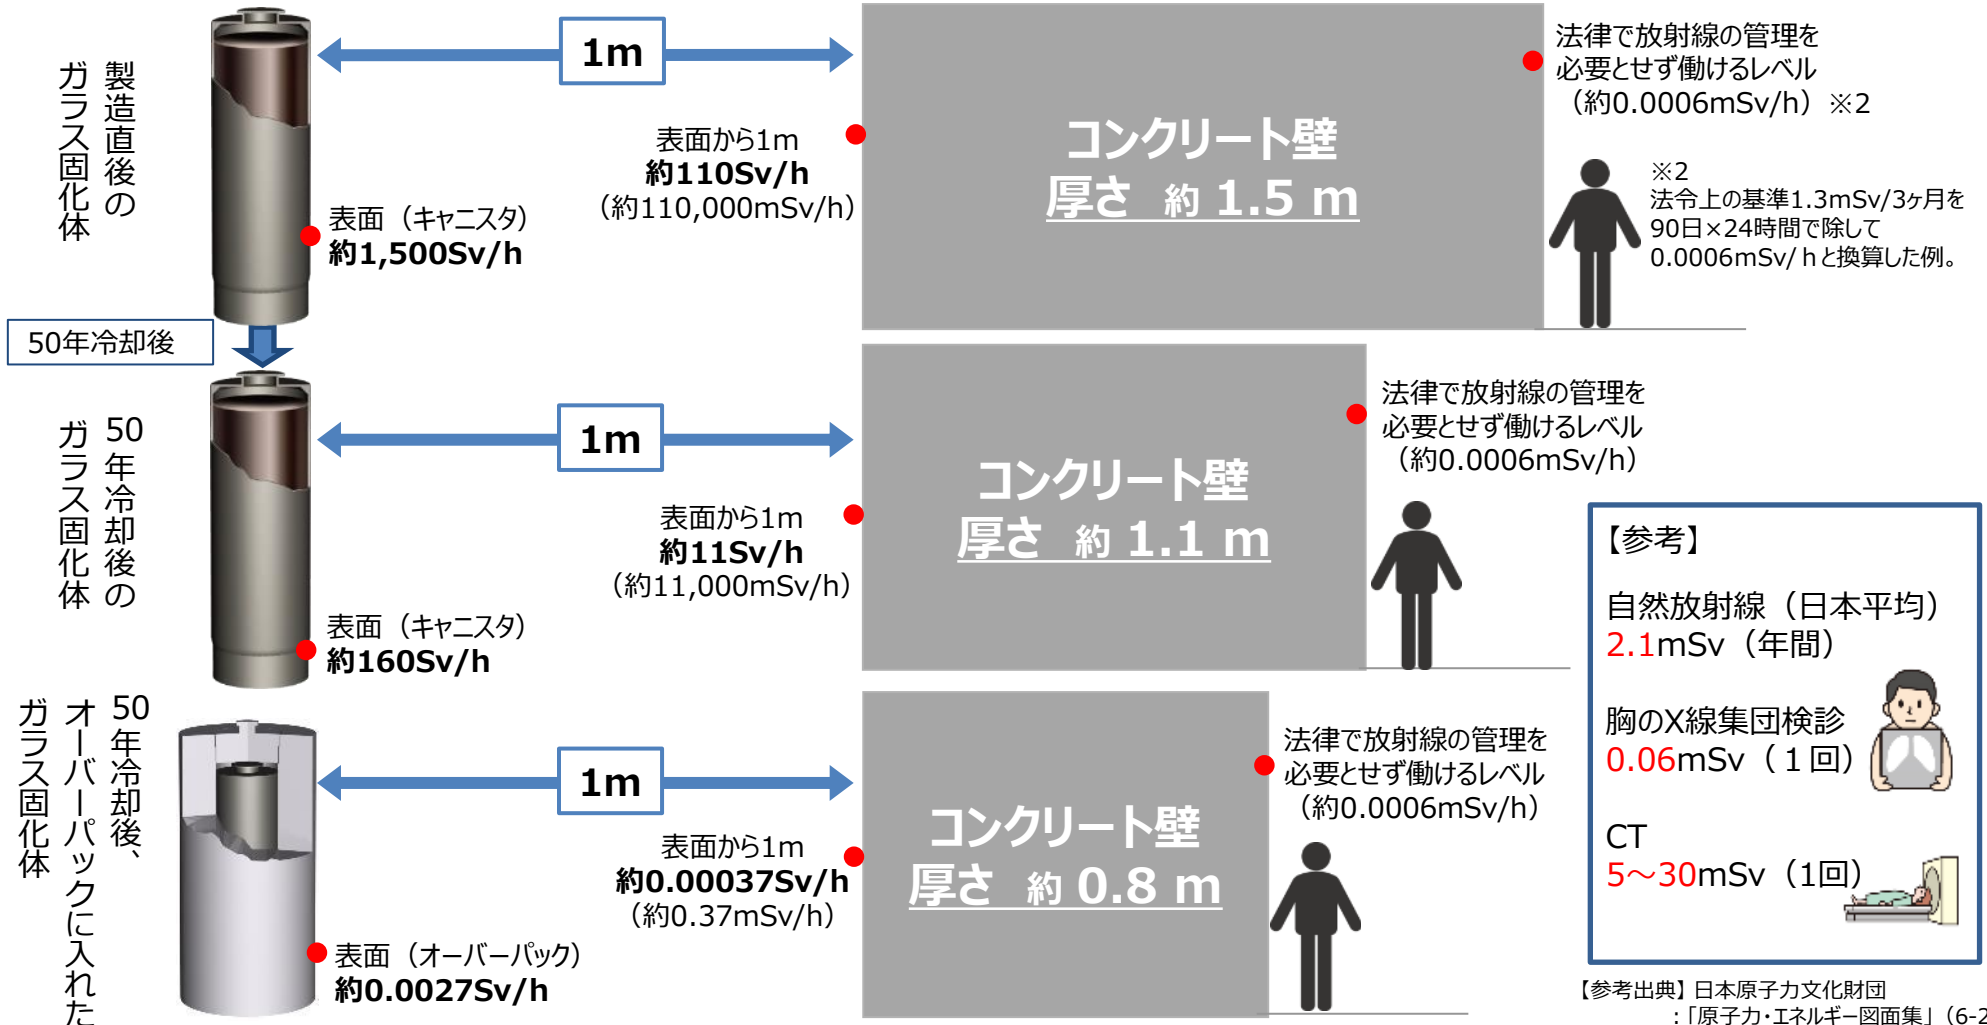 製造直後の
ガラス固化体
1m
表面（キャニスタ）
約1,500Sv/h
表面から1m
約110Sv/h
（約110,000mSv/h）
コンクリート壁
厚さ 約 1.5 m
法律で放射線の管理を
必要とせず働けるレベル
（約0.0006mSv/h）※2
※2
法令上の基準1.3mSv/3ヶ月を
90日×24時間で除して
0.0006mSv/ｈと換算した例。
50年冷却後
50年冷却後の
ガラス固化体
1m
表面（キャニスタ）
約160Sv/h
表面から1m
約11Sv/h
（約11,000mSv/h）
コンクリート壁
厚さ 約 1.1 m
法律で放射線の管理を
必要とせず働けるレベル
（約0.0006mSv/h）
50年冷却後、
オーバーパックに入れた
ガラス固化体
1m
表面（オーバーパック）
約0.0027Sv/h
表面から1m
約0.00037Sv/h
（約0.37mSv/h）
コンクリート壁
厚さ 約 0.8 m
法律で放射線の管理を
必要とせず働けるレベル
（約0.0006mSv/h）
【参考】
自然放射線（日本平均）
2.1mSv（年間）
胸のX線集団検診
0.06mSv（１回）
CT
5～30mSv（1回）
【参考出典】日本原子力文化財団
：「原子力・エネルギー図面集」（6-2